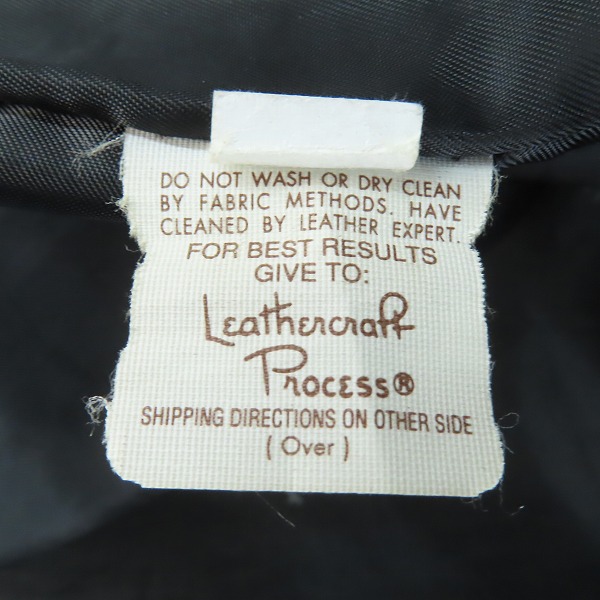 DO NOT WASH OR DRY CLEAN
BY FABRIC METHODS. HAVE
CLEANED BY LEATHER EXPERT.
FOR BEST RESULTS
GIVE TO:
Leathercraft
Process®
SHIPPING DIRECTIONS ON OTHER SIDE
( Over )